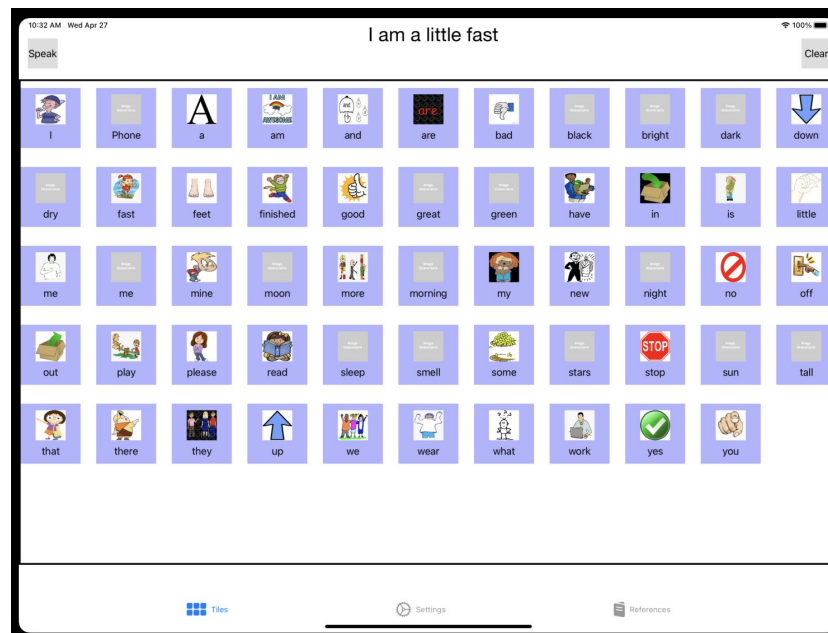 10:32 AM Wed Apr 27
100%
I am a little fast
Speak
Clear
I AM
AWESOME
and
are
I Phone a am and are bad black bright dark down
dry fast feet finished good great green have in is little
me me mine moon more morning my new night no off
STOP
out play please read sleep smell some stars stop sun tall
that there they up we wear what work yes you
Tiles Settings References